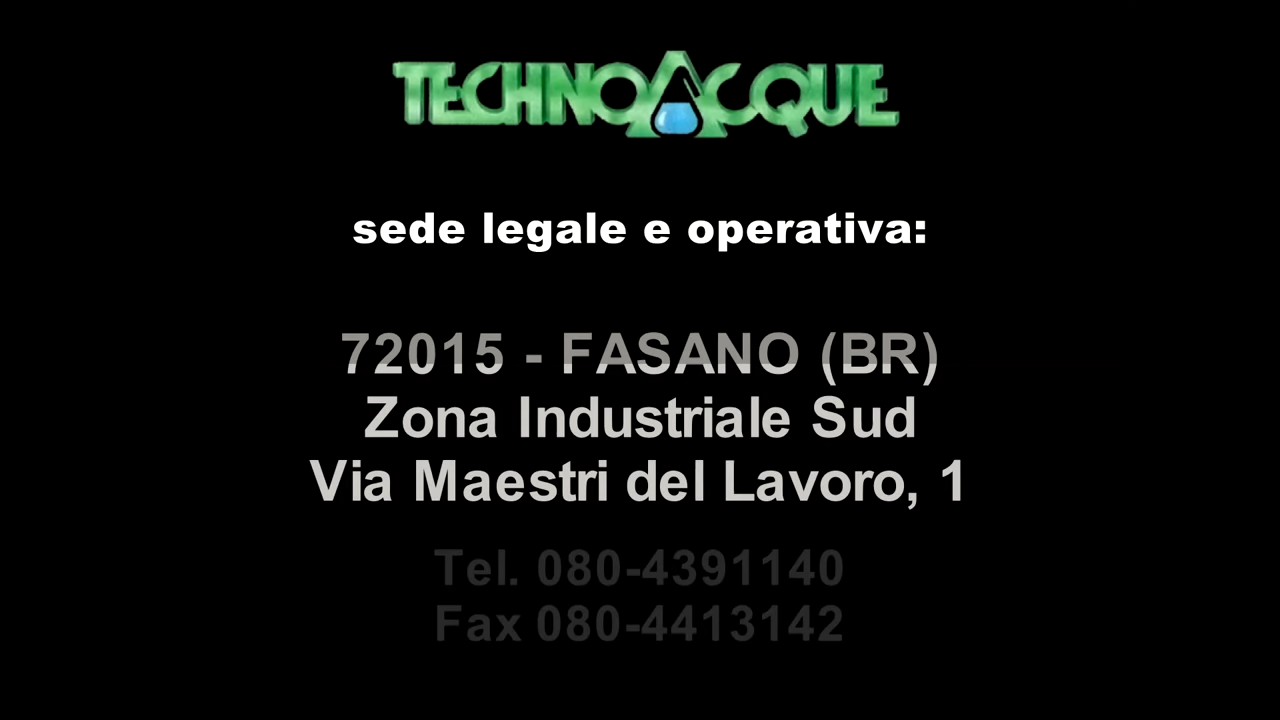 TECHNOACQUE
sede legale e operativa:
72015 - FASANO (BR)
Zona Industriale Sud
Via Maestri del Lavoro, 1
Tel. 080-4391140
Fax 080-4413142